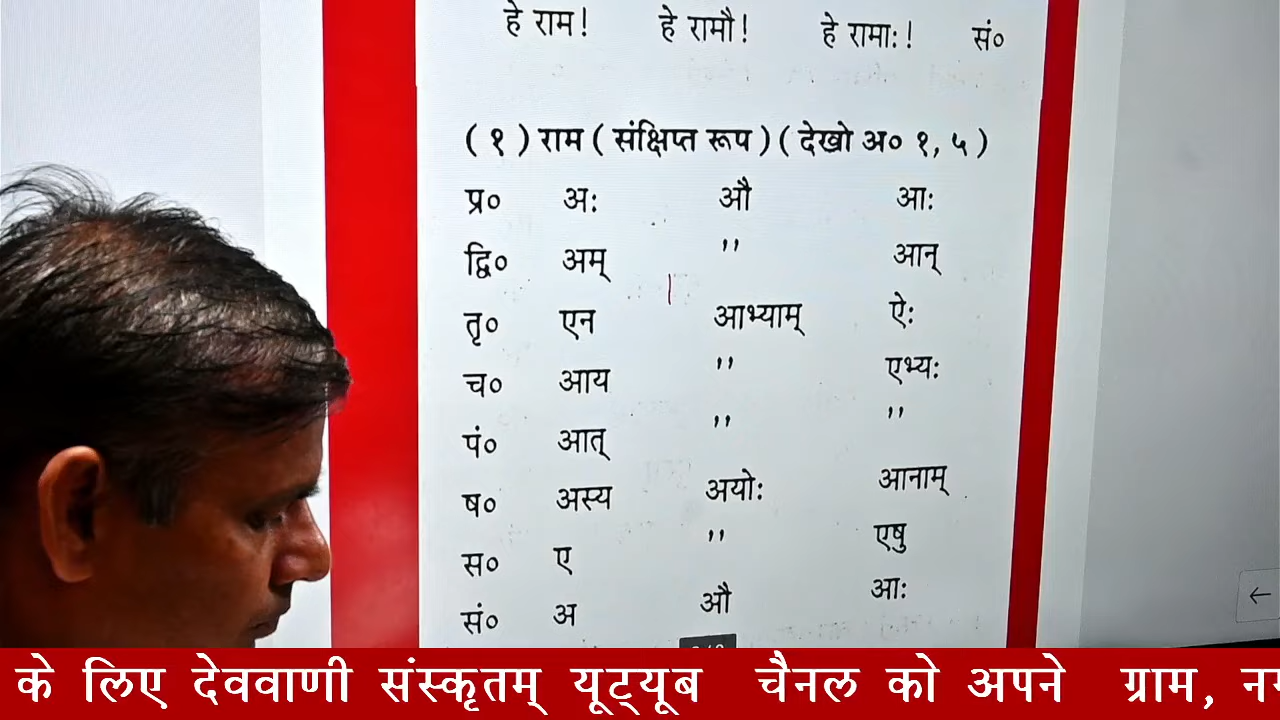 हे राम! हे रामौ! हे रामाः! सं०
(१) राम (संक्षिप्त रूप) (देखो अ० १, ५)
प्र० अः औ आः
द्वि० अम् " आन्
तृ० एन आभ्याम् ऐः
च० आय " एभ्यः
पं० आत् " "
ष० अस्य अयोः आनाम्
स० ए " एषु
सं० अ औ आः
के लिए देववाणी संस्कृतम् यूट्यूब चैनल को अपने ग्राम,